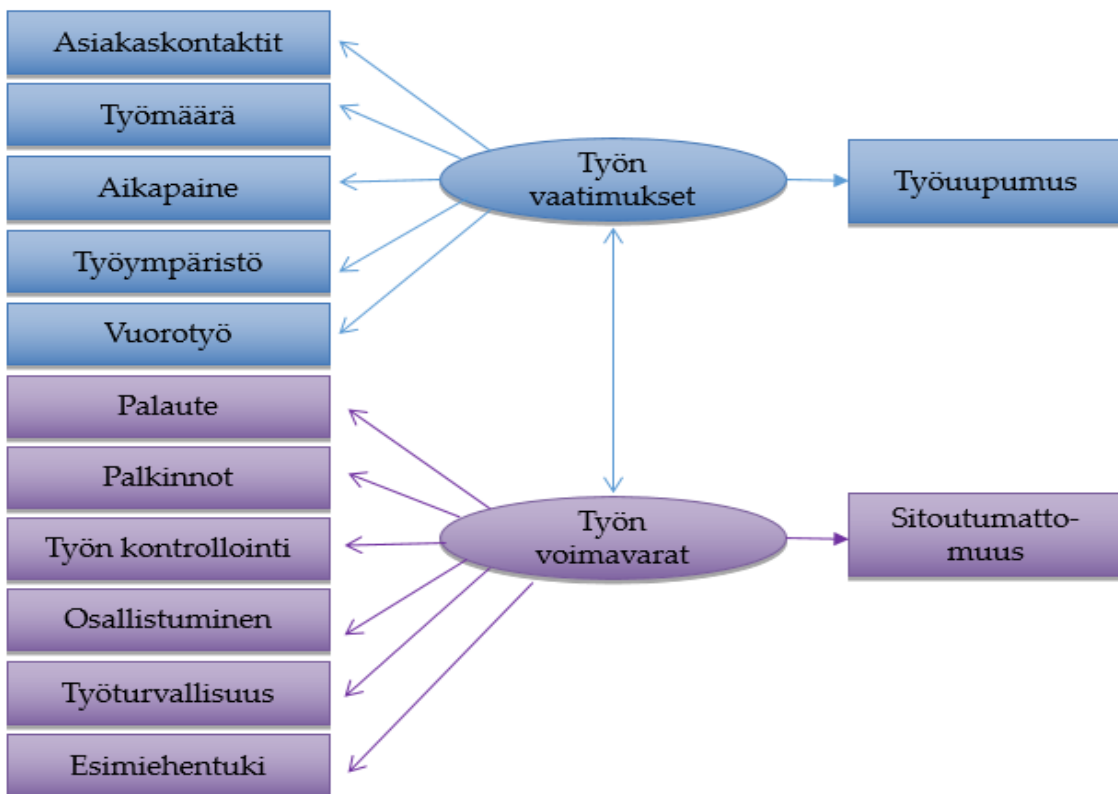 Asiakaskontaktit
Työmäärä
Aikapaine
Työympäristö
Vuorotyö
Palaute
Palkinnot
Työn kontrollointi
Osallistuminen
Työturvallisuus
Esimiehentuki
Työn
vaatimukset
Työn
voimavarat
Työuupumus
Sitoutumatto-
muus